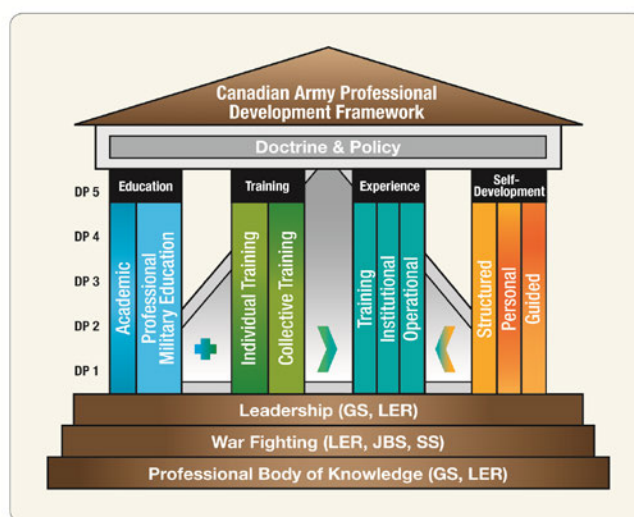 Canadian Army Professional
Development Framework
Doctrine & Policy
Education
Training
Experience
Self-
Development
DP 5
DP 4
DP 3
DP 2
DP 1
Academic
Professional
Military Education
Individual Training
Collective Training
Training
Institutional
Operational
Structured
Personal
Guided
Leadership (GS, LER)
War Fighting (LER, JBS, SS)
Professional Body of Knowledge (GS, LER)